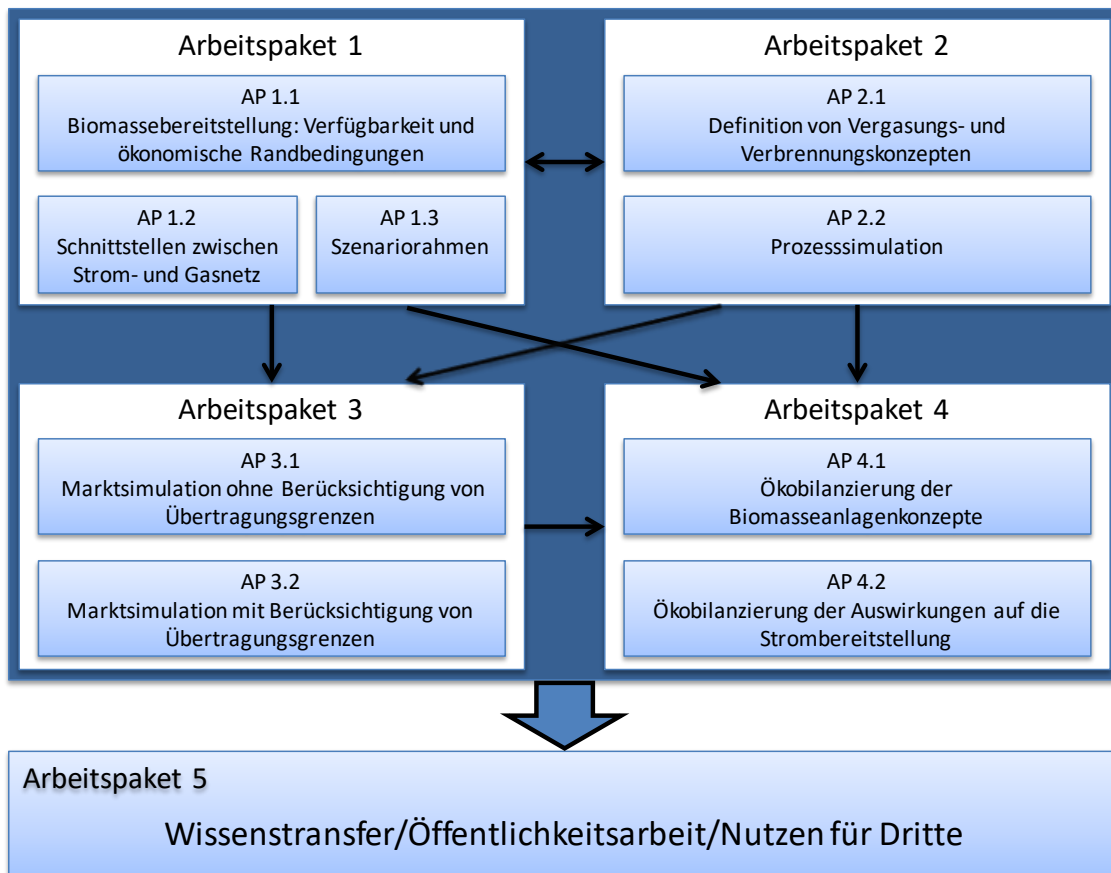 Arbeitspaket 1
AP 1.1
Biomassebereitstellung: Verfügbarkeit und
ökonomische Randbedingungen
AP 1.2
Schnittstellen zwischen
Strom- und Gasnetz
AP 1.3
Szenariorahmen
Arbeitspaket 2
AP 2.1
Definition von Vergasungs- und
Verbrennungskonzepten
AP 2.2
Prozesssimulation
Arbeitspaket 3
AP 3.1
Marktsimulation ohne Berücksichtigung von
Übertragungsgrenzen
AP 3.2
Marktsimulation mit Berücksichtigung von
Übertragungsgrenzen
Arbeitspaket 4
AP 4.1
Ökobilanzierung der
Biomasseanlagenkonzepte
AP 4.2
Ökobilanzierung der Auswirkungen auf die
Strombereitstellung
Arbeitspaket 5
Wissenstransfer/Öffentlichkeitsarbeit/Nutzen für Dritte